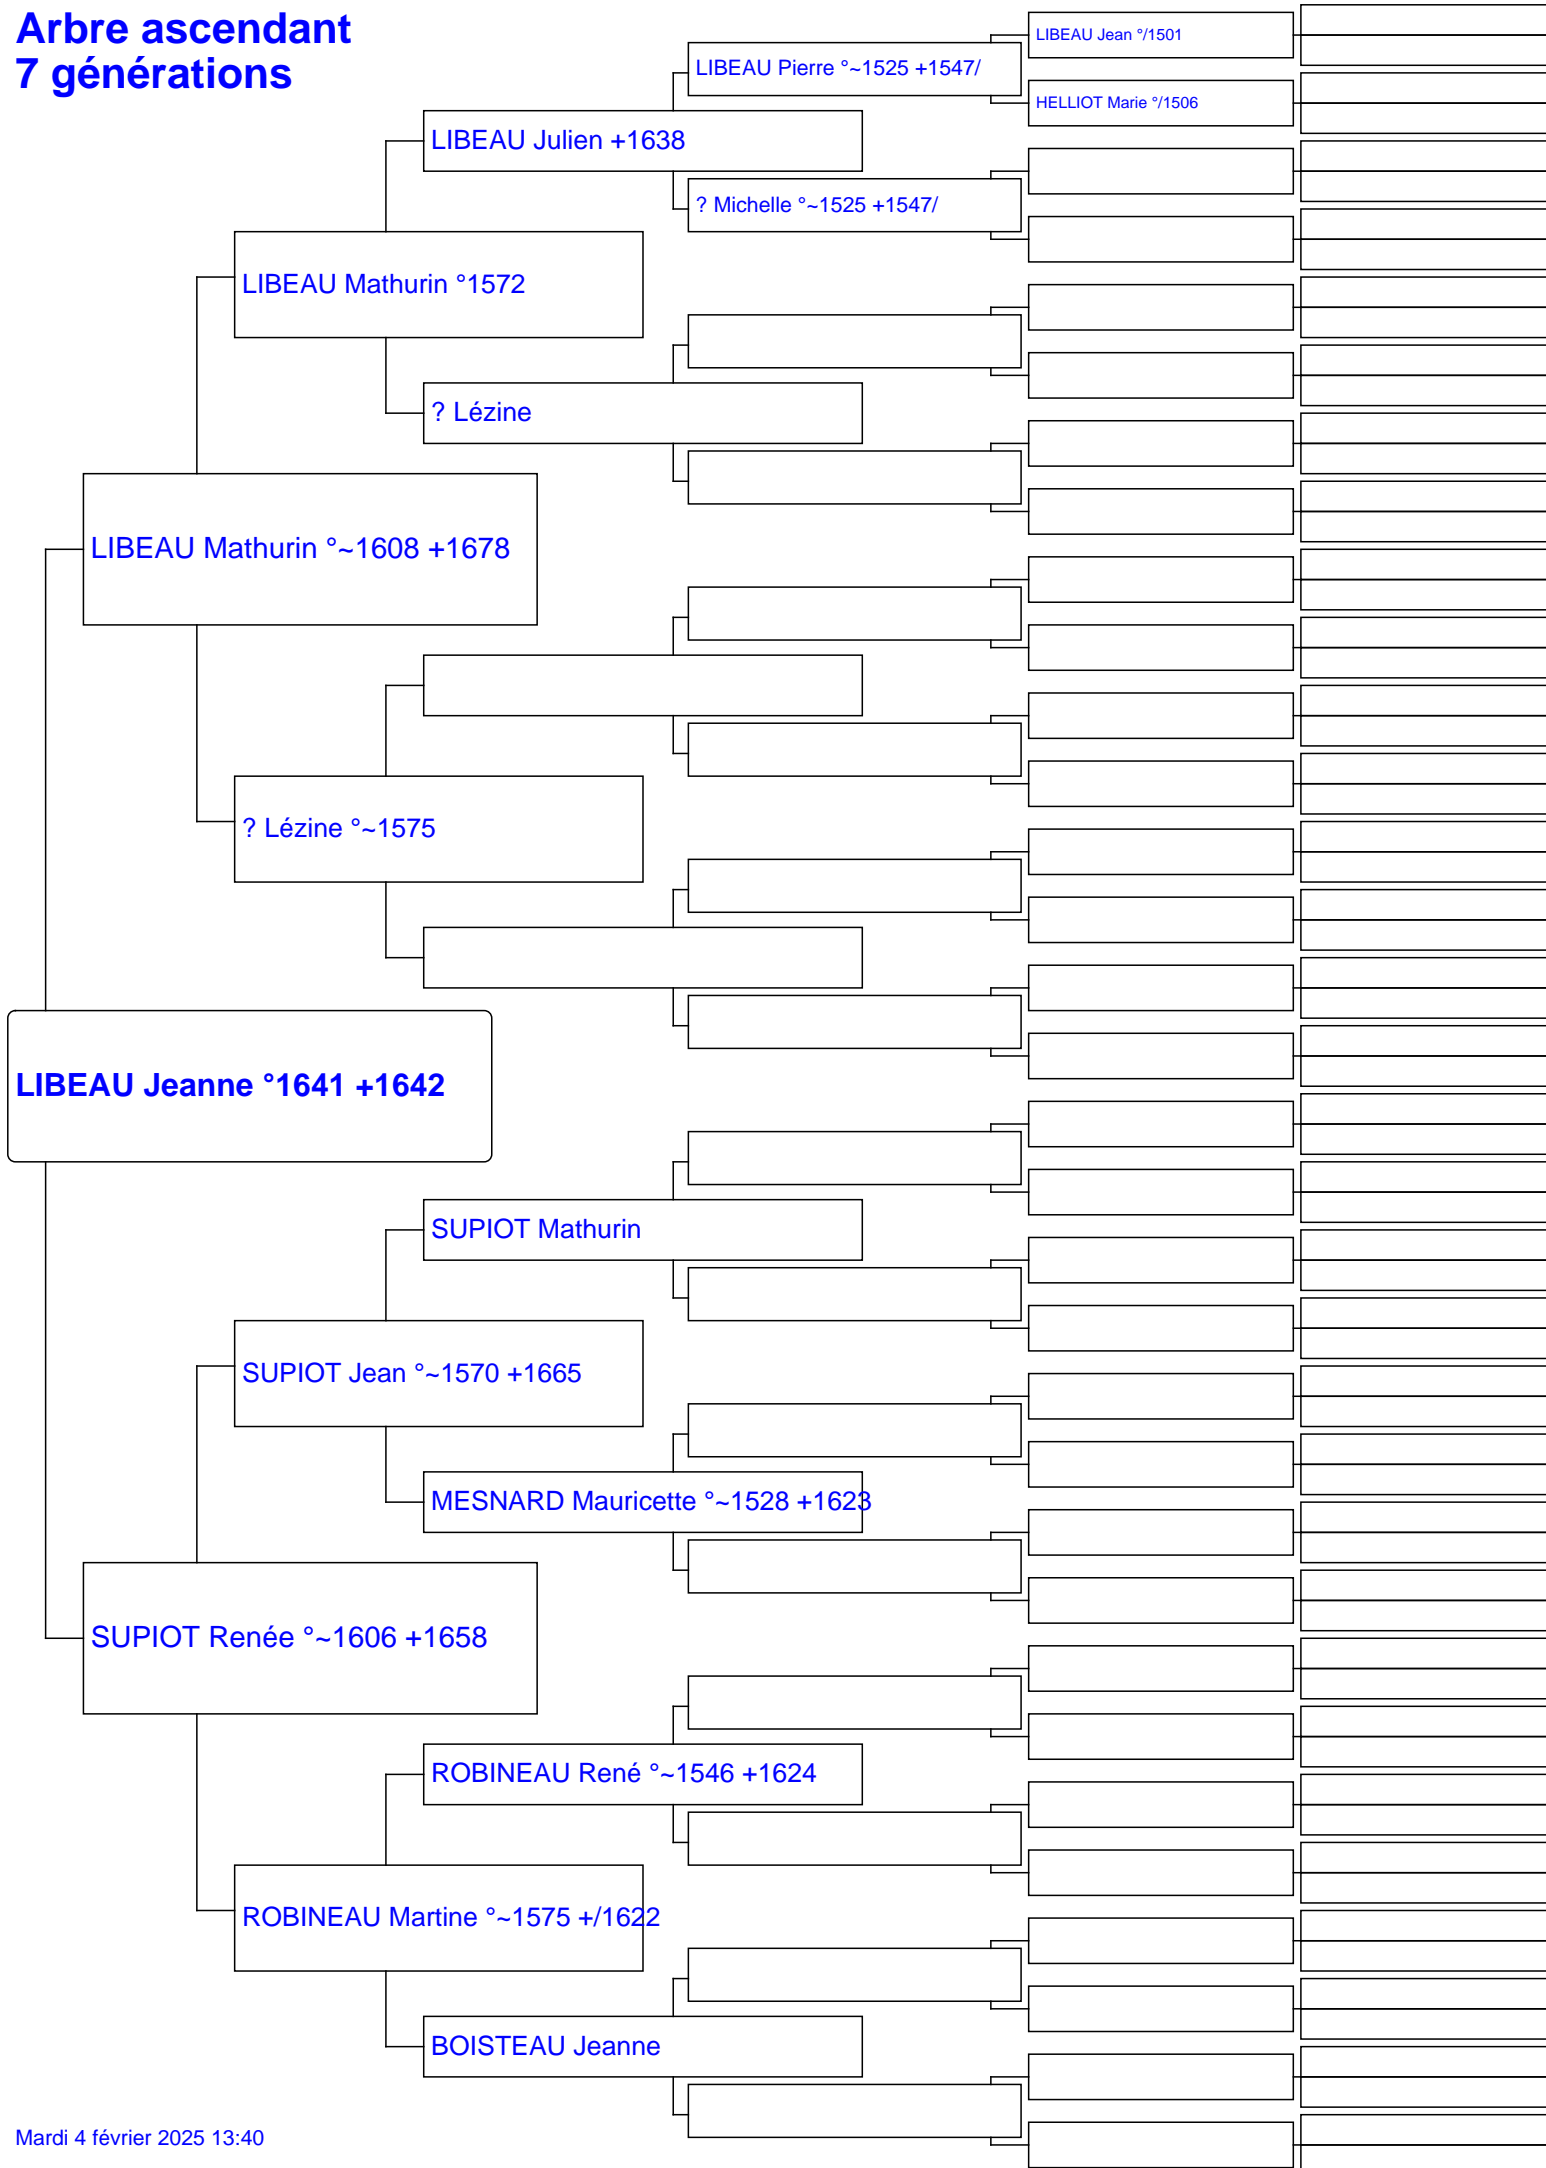 Arbre ascendant
7 générations
LIBEAU Jean °/1501
LIBEAU Pierre °~1525 +1547/
HELLIOT Marie °/1506
LIBEAU Julien +1638
? Michelle °~1525 +1547/
LIBEAU Mathurin °1572
? Lézine
LIBEAU Mathurin °~1608 +1678
? Lézine °~1575
LIBEAU Jeanne °1641 +1642
SUPIOT Mathurin
SUPIOT Jean °~1570 +1665
MESNARD Mauricette °~1528 +1623
SUPIOT Renée °~1606 +1658
ROBINEAU René °~1546 +1624
ROBINEAU Martine °~1575 +/1622
BOISTEAU Jeanne
Mardi 4 février 2025 13:40